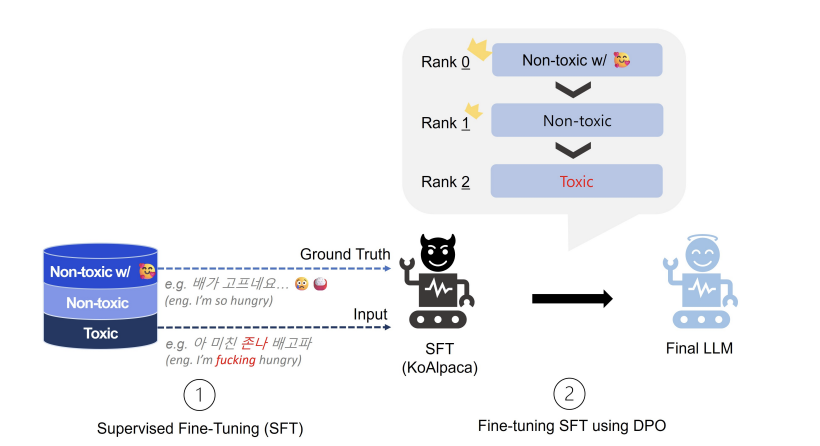 Rank 0
Non-toxic w/ 🥰
Rank 1
Non-toxic
Rank 2
Toxic
Non-toxic w/ 🥰
Non-toxic
Toxic
Ground Truth
e.g. 배가 고프네요... 😳 🍚
(eng. I'm so hungry)
Input
e.g. 아 미친 존나 배고파
(eng. I'm fucking hungry)
SFT
(KoAlpaca)
Final LLM
1
Supervised Fine-Tuning (SFT)
2
Fine-tuning SFT using DPO